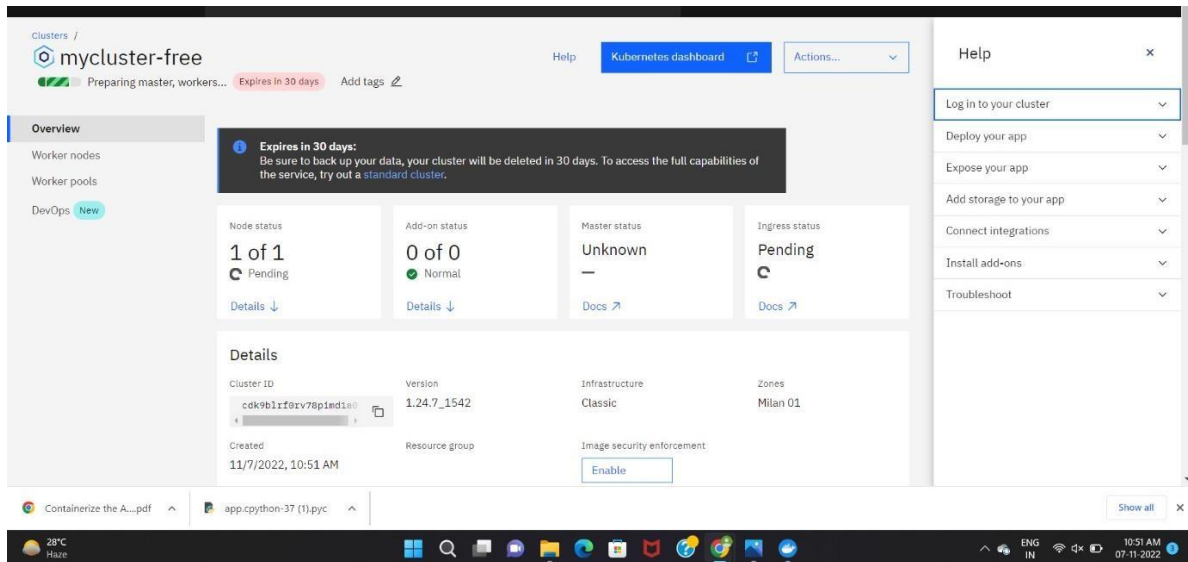 Clusters /
mycluster-free
Preparing master, workers...
Expires in 30 days
Add tags
Help
Kubernetes dashboard
Actions...
Overview
Worker nodes
Worker pools
DevOps New
Expires in 30 days:
Be sure to back up your data, your cluster will be deleted in 30 days. To access the full capabilities of
the service, try out a standard cluster.
Node status
1 of 1
Pending
Details ↓
Add-on status
0 of 0
Normal
Details ↓
Master status
Unknown
—
Docs
Ingress status
Pending
Docs
Details
Cluster ID
Version
1.24.7_1542
Infrastructure
Classic
Zones
Milan 01
Created
11/7/2022, 10:51 AM
Resource group
Image security enforcement
Enable
Help
Log in to your cluster
Deploy your app
Expose your app
Add storage to your app
Connect integrations
Install add-ons
Troubleshoot
Containerize the A....pdf
app.cpython-37 (1).pyc
Show all
28°C
Haze
ENG
IN
10:51 AM
07-11-2022
3